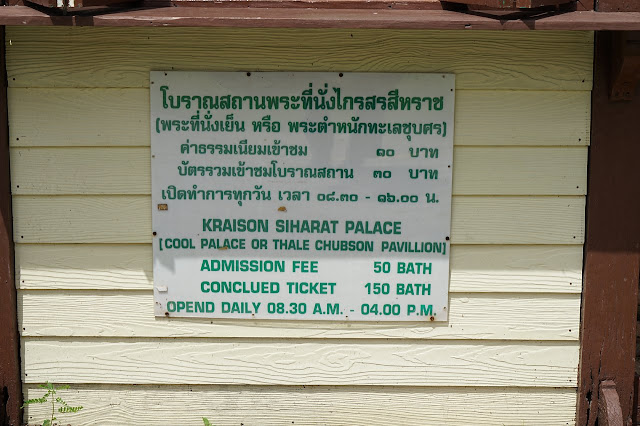 โบราณสถานพระที่นั่งไกรสรสีหราช
(พระที่นั่งเย็น หรือ พระตำหนักทะเลชุบศร)
ค่าธรรมเนียมเข้าชม ๑๐ บาท
บัตรรวมเข้าชมโบราณสถาน ๓๐ บาท
เปิดทำการทุกวัน เวลา ๐๘.๓๐ - ๑๖.๐๐ น.
KRAISON SIHARAT PALACE
[COOL PALACE OR THALE CHUBSON PAVILLION]
ADMISSION FEE 50 BATH
CONCLUED TICKET 150 BATH
OPEND DAILY 08.30 A.M. - 04.00 P.M.